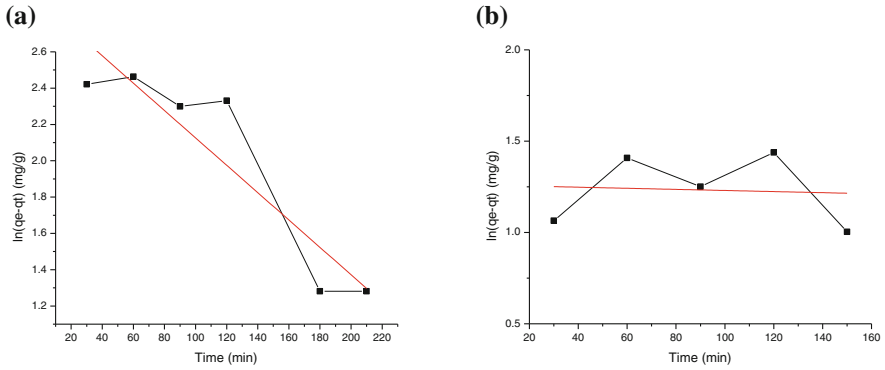 (a)
2.6
2.4
2.2
2.0
1.8
1.6
1.4
1.2
ln(qe-qt) (mg/g)
20 40 60 80 100 120 140 160 180 200 220
Time (min)
(b)
2.0
1.5
1.0
0.5
ln(qe-qt) (mg/g)
20 40 60 80 100 120 140 160
Time (min)